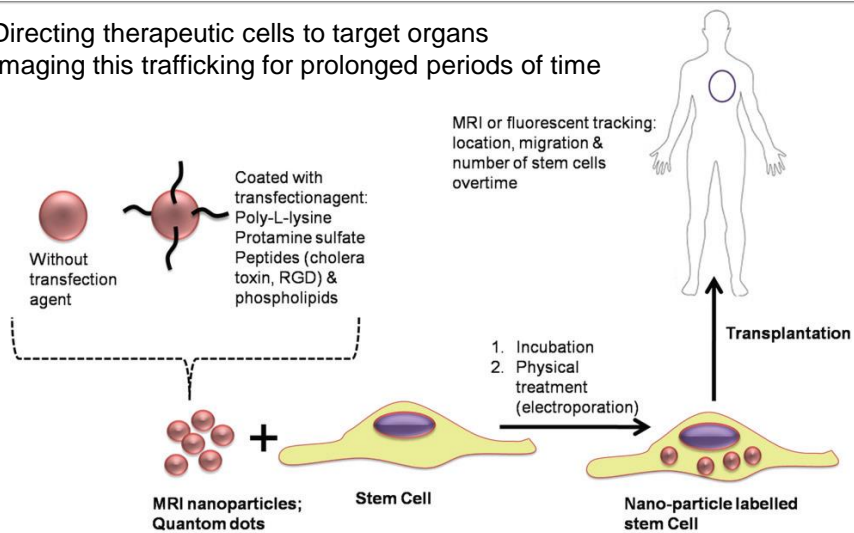 Directing therapeutic cells to target organs
maging this trafficking for prolonged periods of time
MRI or fluorescent tracking:
location, migration &
number of stem cells
overtime
Without
transfection
agent
Coated with
transfectionagent:
Poly-L-lysine
Protamine sulfate
Peptides (cholera
toxin, RGD) &
phospholipids
1. Incubation
2. Physical
treatment
(electroporation)
Transplantation
+
MRI nanoparticles;
Quantom dots
Stem Cell
Nano-particle labelled
stem Cell